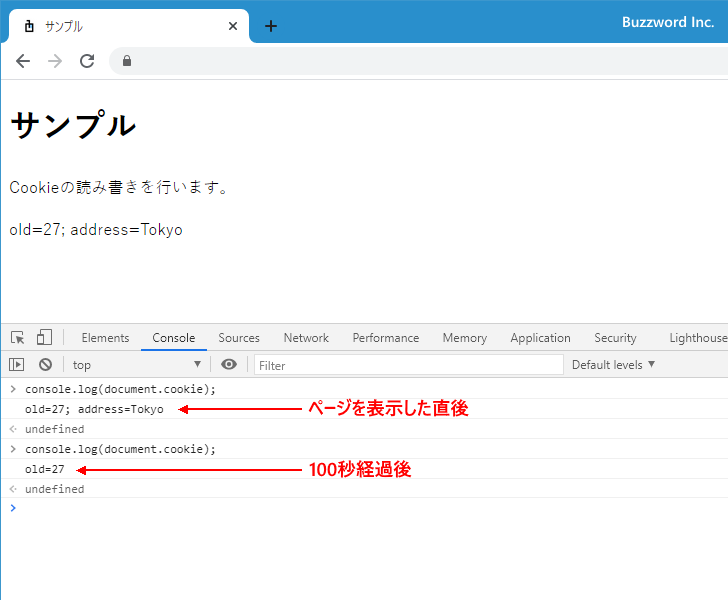 サンプル
Buzzword Inc.
サンプル
Cookieの読み書きを行います。
old=27; address=Tokyo
Elements Console Sources Network Performance Memory Application Security Lighthouse
top Filter Default levels
console.log(document.cookie);
old=27; address=Tokyo ページを表示した直後
undefined
console.log(document.cookie);
old=27 100秒経過後
undefined